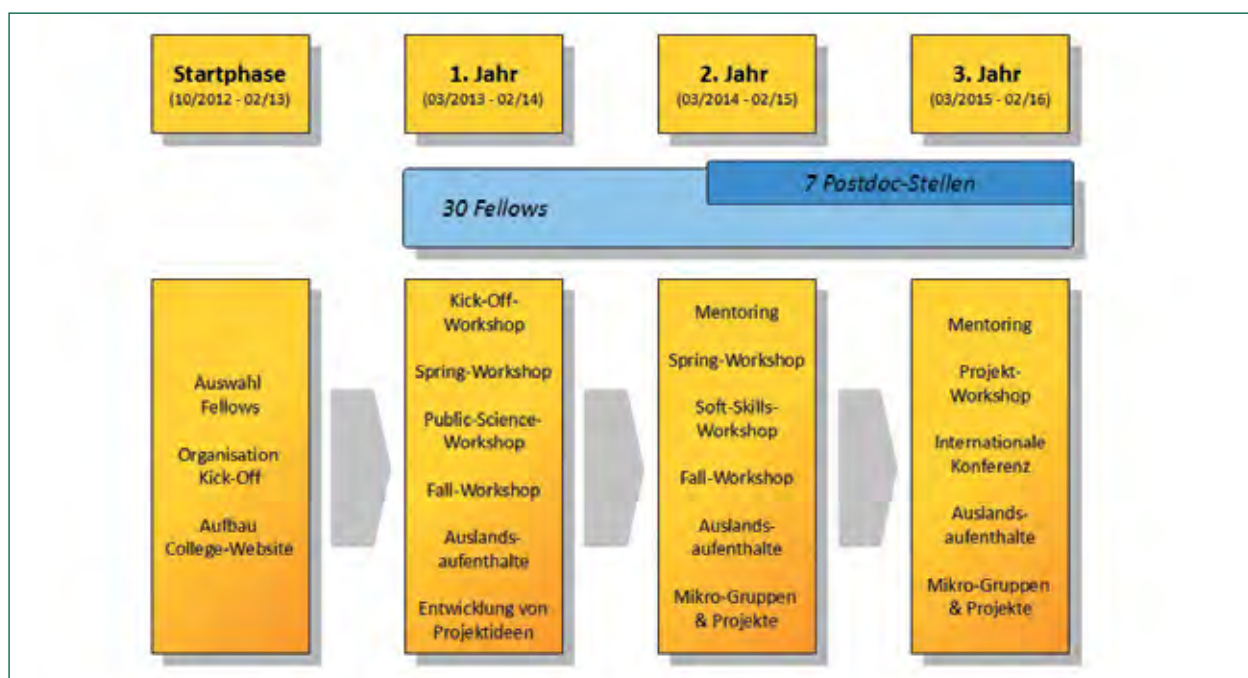 Startphase
(10/2012 - 02/13)
1. Jahr
(03/2013 - 02/14)
2. Jahr
(03/2014 - 02/15)
3. Jahr
(03/2015 - 02/16)
7 Postdoc-Stellen
30 Fellows
Auswahl
Fellows
Organisation
Kick-Off
Aufbau
College-Website
Kick-Off-
Workshop
Spring-Workshop
Public-Science-
Workshop
Fall-Workshop
Auslands-
aufenthalte
Entwicklung von
Projektideen
Mentoring
Spring-Workshop
Soft-Skills-
Workshop
Fall-Workshop
Auslands-
aufenthalte
Mikro-Gruppen
& Projekte
Mentoring
Projekt-
Workshop
Internationale
Konferenz
Auslands-
aufenthalte
Mikro-Gruppen
& Projekte